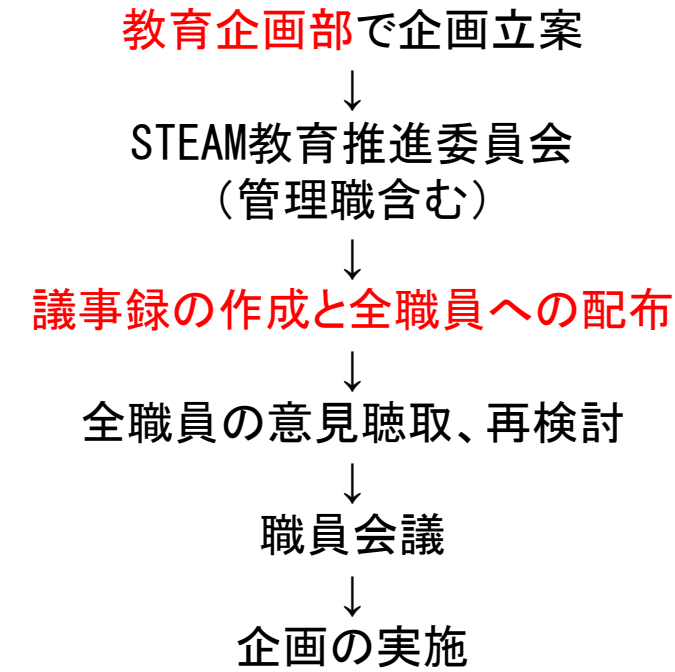 教育企画部で企画立案
↓
STEAM教育推進委員会
（管理職含む）
↓
議事録の作成と全職員への配布
↓
全職員の意見聴取、再検討
↓
職員会議
↓
企画の実施